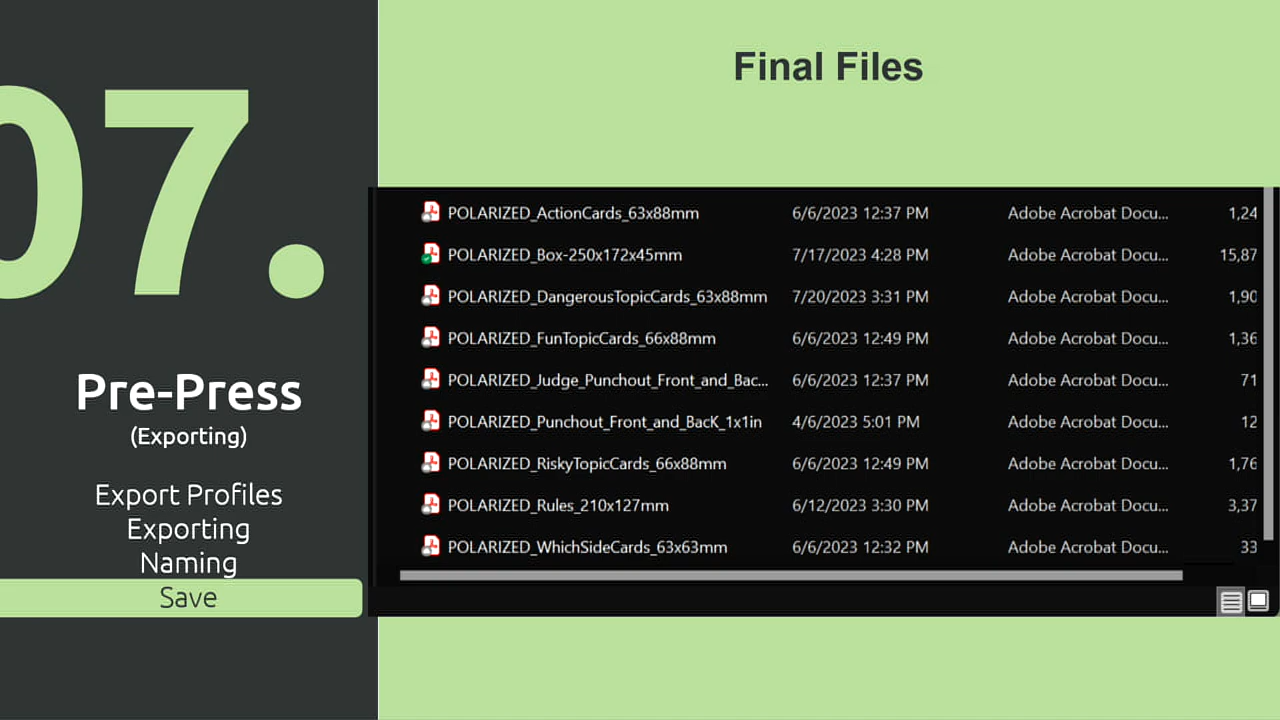 07.
Pre-Press
(Exporting)
Export Profiles
Exporting
Naming
Save
Final Files
POLARIZED_ActionCards_63x88mm 6/6/2023 12:37 PM Adobe Acrobat Docu... 1,24
POLARIZED_Box-250x172x45mm 7/17/2023 4:28 PM Adobe Acrobat Docu... 15,87
POLARIZED_DangerousTopicCards_63x88mm 7/20/2023 3:31 PM Adobe Acrobat Docu... 1,90
POLARIZED_FunTopicCards_66x88mm 6/6/2023 12:49 PM Adobe Acrobat Docu... 1,36
POLARIZED_Judge_Punchout_Front_and_Bac... 6/6/2023 12:37 PM Adobe Acrobat Docu... 71
POLARIZED_Punchout_Front_and_BacK_1x1in 4/6/2023 5:01 PM Adobe Acrobat Docu... 12
POLARIZED_RiskyTopicCards_66x88mm 6/6/2023 12:49 PM Adobe Acrobat Docu... 1,76
POLARIZED_Rules_210x127mm 6/12/2023 3:30 PM Adobe Acrobat Docu... 3,37
POLARIZED_WhichSideCards_63x63mm 6/6/2023 12:32 PM Adobe Acrobat Docu... 33